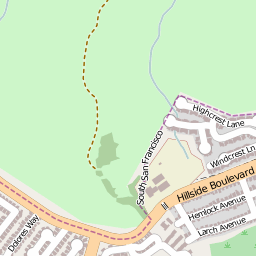 Highcrest Lane
South San Francisco
Windcrest Ln
Hillside Boulevard
Dolores Way
Hemlock Avenue
Larch Avenue